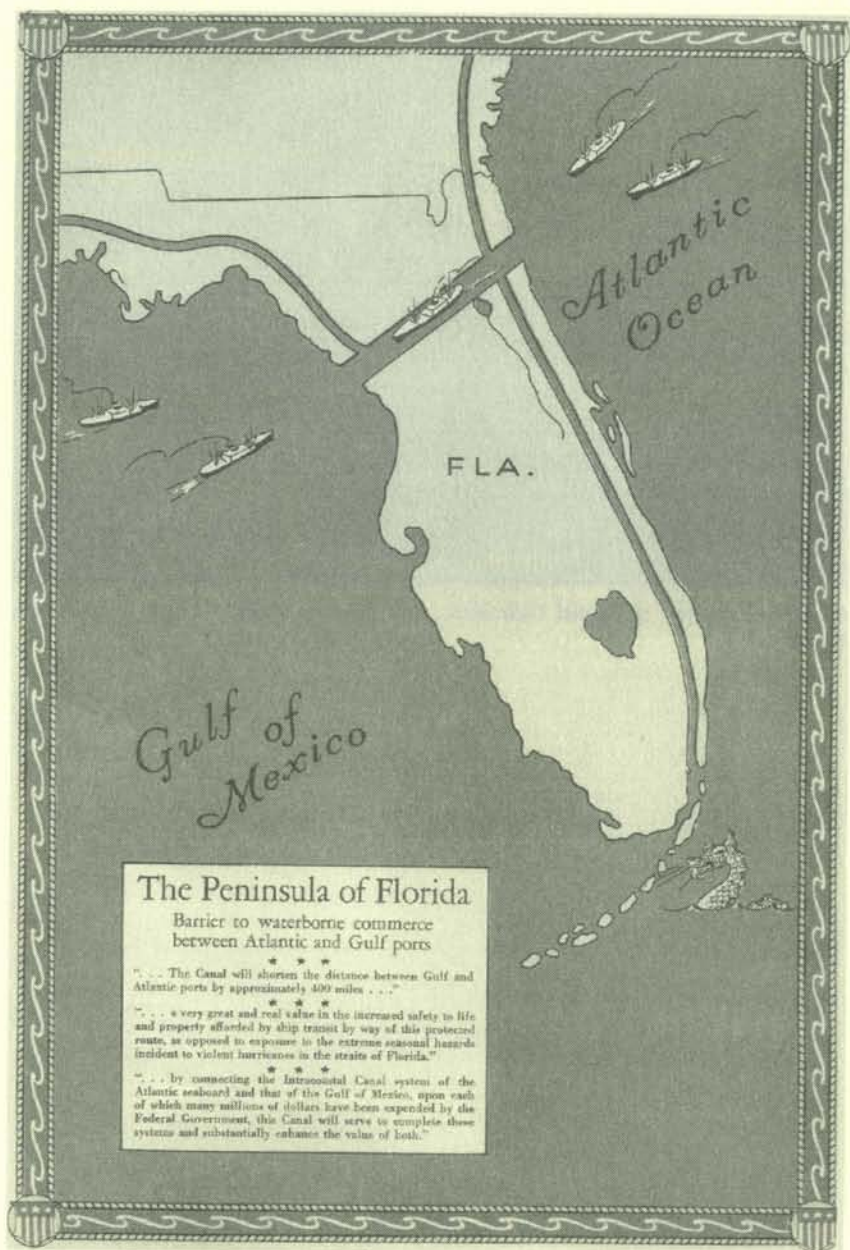 Atlantic
Ocean
FLA.
Gulf of
Mexico
The Peninsula of Florida
Barrier to waterborne commerce
between Atlantic and Gulf ports
★ ★ ★
". . . The Canal will shorten the distance between Gulf and
Atlantic ports by approximately 400 miles . . ."
★ ★ ★
". . . a very great and real value in the increased safety to life
and property afforded by ship transit by way of this protected
route, as opposed to exposure to the extreme seasonal hazards
incident to violent hurricanes in the straits of Florida."
★ ★ ★
". . . by connecting the Intracoastal Canal system of the
Atlantic seaboard and that of the Gulf of Mexico, upon each
of which many millions of dollars have been expended by the
Federal Government, this Canal will serve to complete these
systems and substantially enhance the value of both."